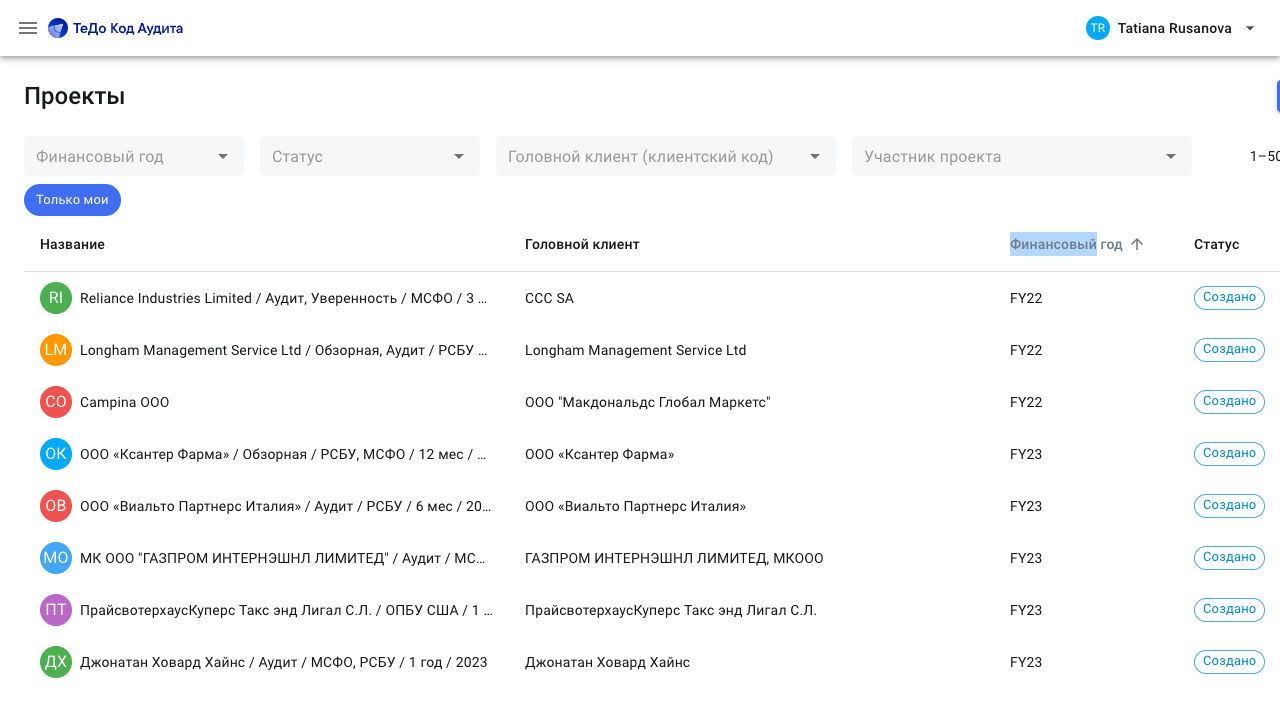 ТеДо Код Аудита
TR Tatiana Rusanova
Проекты
Финансовый год Статус Головной клиент (клиентский код) Участник проекта 1–50
Только мои
Название Головной клиент Финансовый год Статус
RI Reliance Industries Limited / Аудит, Уверенность / МСФО / 3 ... CCC SA FY22 Создано
LM Longham Management Service Ltd / Обзорная, Аудит / РСБУ ... Longham Management Service Ltd FY22 Создано
CO Campina ООО ООО "Макдональдс Глобал Маркетс" FY22 Создано
ОК ООО «Ксантер Фарма» / Обзорная / РСБУ, МСФО / 12 мес / ... ООО «Ксантер Фарма» FY23 Создано
ОВ ООО «Виальто Партнерс Италия» / Аудит / РСБУ / 6 мес / 20... ООО «Виальто Партнерс Италия» FY23 Создано
МО МК ООО "ГАЗПРОМ ИНТЕРНЭШНЛ ЛИМИТЕД" / Аудит / МС... ГАЗПРОМ ИНТЕРНЭШНЛ ЛИМИТЕД, МКООО FY23 Создано
ПТ ПрайсвотерхаусКуперс Такс энд Лигал С.Л. / ОПБУ США / 1 ... ПрайсвотерхаусКуперс Такс энд Лигал С.Л. FY23 Создано
ДХ Джонатан Ховард Хайнс / Аудит / МСФО, РСБУ / 1 год / 2023 Джонатан Ховард Хайнс FY23 Создано